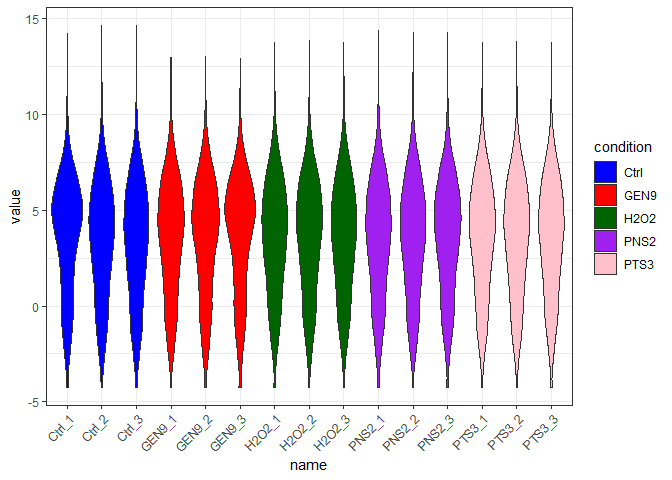 15
10
5
0
-5
value
Ctrl_1
Ctrl_2
Ctrl_3
GEN9_1
GEN9_2
GEN9_3
H2O2_1
H2O2_2
H2O2_3
PNS2_1
PNS2_2
PNS2_3
PTS3_1
PTS3_2
PTS3_3
name
condition
Ctrl
GEN9
H2O2
PNS2
PTS3